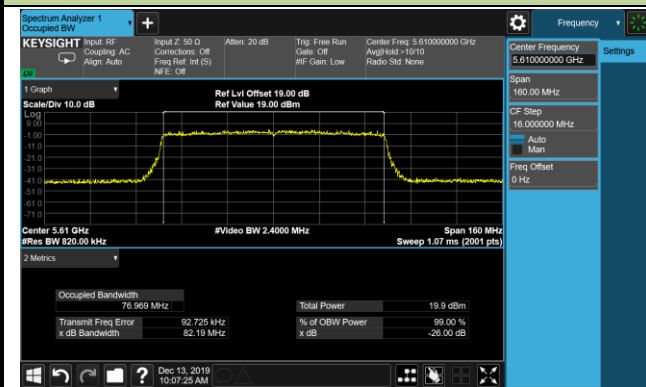 Spectrum Analyzer 1
Occupied BW
Frequency
KEYSIGHT
Input: RF
Coupling: AC
Align: Auto
Input Z: 50 Ω
Corrections: Off
Freq Ref: Int (S)
NFE: Off
Atten: 20 dB
Trig: Free Run
Gate: Off
#IF Gain: Low
Center Freq: 5.610000000 GHz
Avg|Hold:>10/10
Radio Std: None
Center Frequency
5.610000000 GHz
Settings
Span
160.00 MHz
CF Step
16.000000 MHz
Auto
Man
Freq Offset
0 Hz
1 Graph
Scale/Div 10.0 dB
Ref Lvl Offset 19.00 dB
Ref Value 19.00 dBm
Log
9.00
-1.00
-11.0
-21.0
-31.0
-41.0
-51.0
-61.0
-71.0
Center 5.61 GHz
#Video BW 2.4000 MHz
Span 160 MHz
#Res BW 820.00 kHz
Sweep 1.07 ms (2001 pts)
2 Metrics
Occupied Bandwidth
76.969 MHz
Total Power 19.9 dBm
Transmit Freq Error 92.725 kHz
% of OBW Power 99.00 %
x dB Bandwidth 82.19 MHz
x dB -26.00 dB
?
Dec 13, 2019
10:07:25 AM